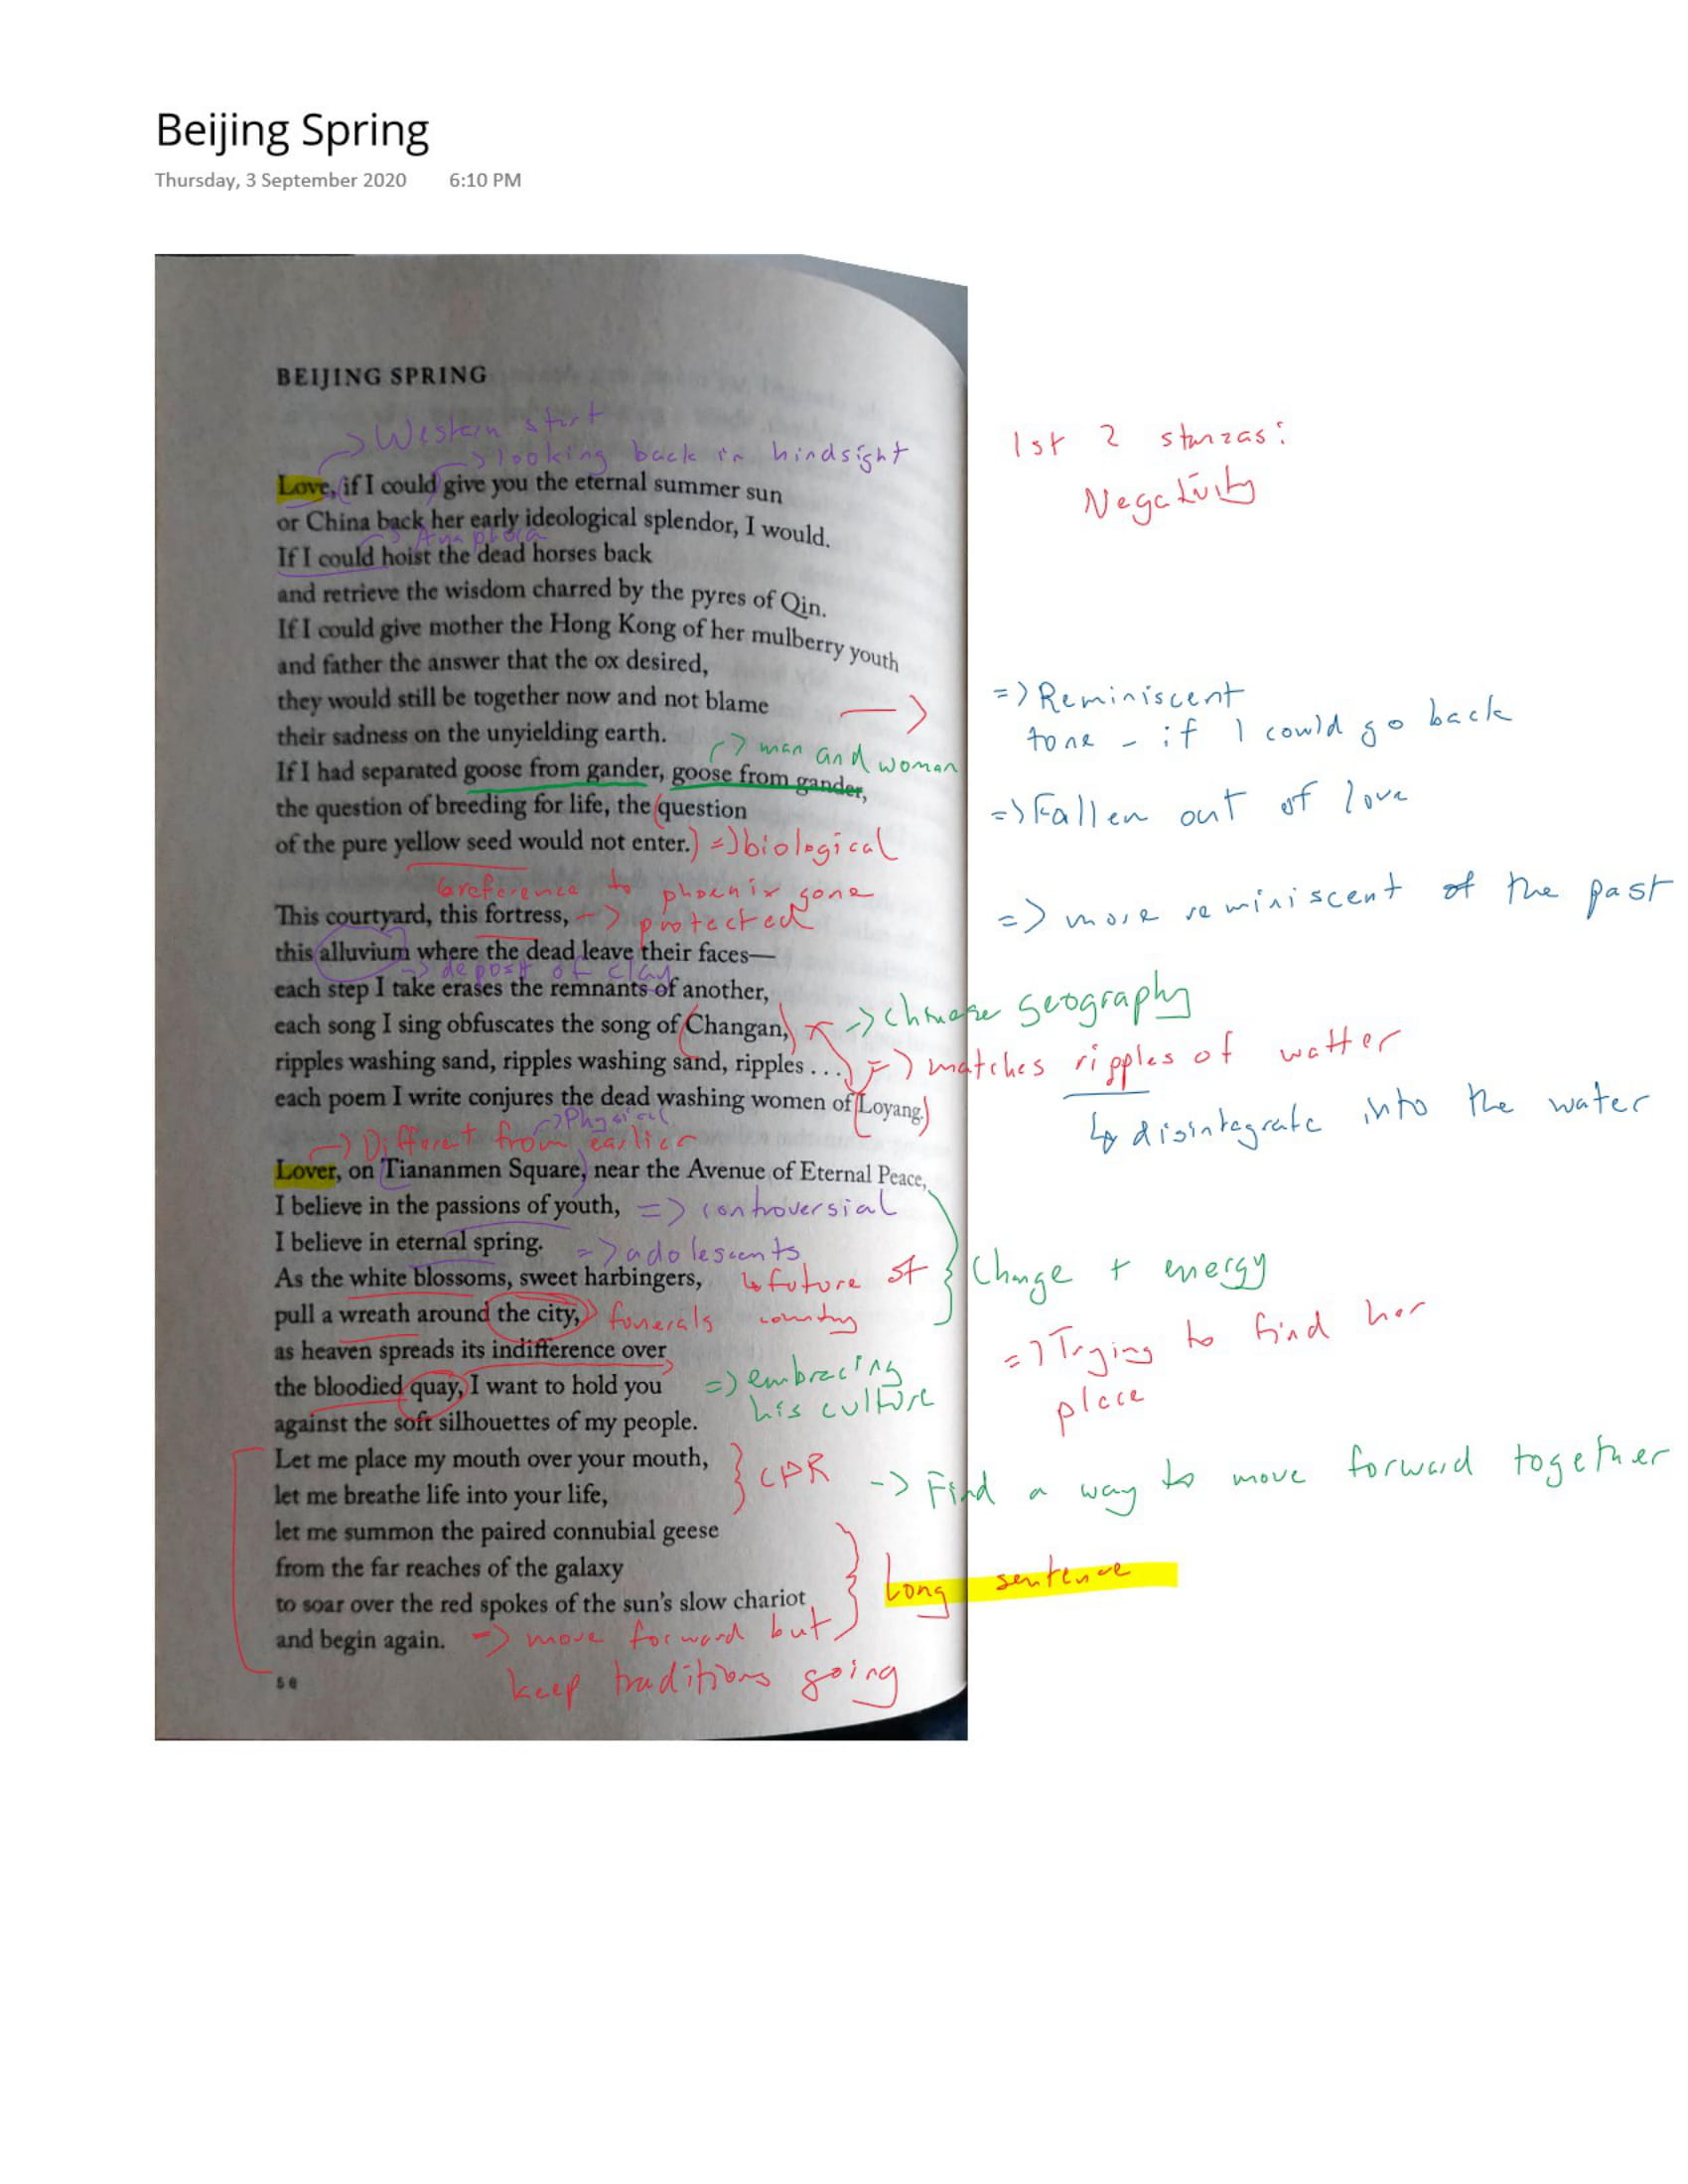 Beijing Spring
Thursday, 3 September 2020 6:10 PM
BEIJING SPRING
-> Western start
-> looking back in hindsight
1st 2 stanzas:
Negativity
Love, if I could give you the eternal summer sun
or China back her early ideological splendor, I would.
-> Anaphora
If I could hoist the dead horses back
and retrieve the wisdom charred by the pyres of Qin.
If I could give mother the Hong Kong of her mulberry youth
and father the answer that the ox desired,
they would still be together now and not blame
their sadness on the unyielding earth.
=> Reminiscent
tone - if I could go back
-> man and woman
If I had separated goose from gander, goose from gander,
the question of breeding for life, the question
=> Fallen out of love
of the pure yellow seed would not enter. => biological
reference to phoenix gone
=> more reminiscent of the past
This courtyard, this fortress, -> protected
this alluvium where the dead leave their faces—
-> deposit of clay
each step I take erases the remnants of another,
each song I sing obfuscates the song of Changan,
-> chinese geography
ripples washing sand, ripples washing sand, ripples . . .
=> matches ripples of watter
disintegrate into the water
each poem I write conjures the dead washing women of Loyang.
-> Physical
-> Different from earlier
Lover, on Tiananmen Square, near the Avenue of Eternal Peace,
I believe in the passions of youth, => controversial
I believe in eternal spring. => adolescents
As the white blossoms, sweet harbingers,
future of country
Change + energy
pull a wreath around the city, funerals
as heaven spreads its indifference over
=> Trying to find her
place
the bloodied quay, I want to hold you
=> embracing
his culture
against the soft silhouettes of my people.
Let me place my mouth over your mouth,
let me breathe life into your life,
CPR
-> Find a way to move forward together
let me summon the paired connubial geese
from the far reaches of the galaxy
Long sentence
to soar over the red spokes of the sun's slow chariot
and begin again. => move forward but
keep traditions going
50